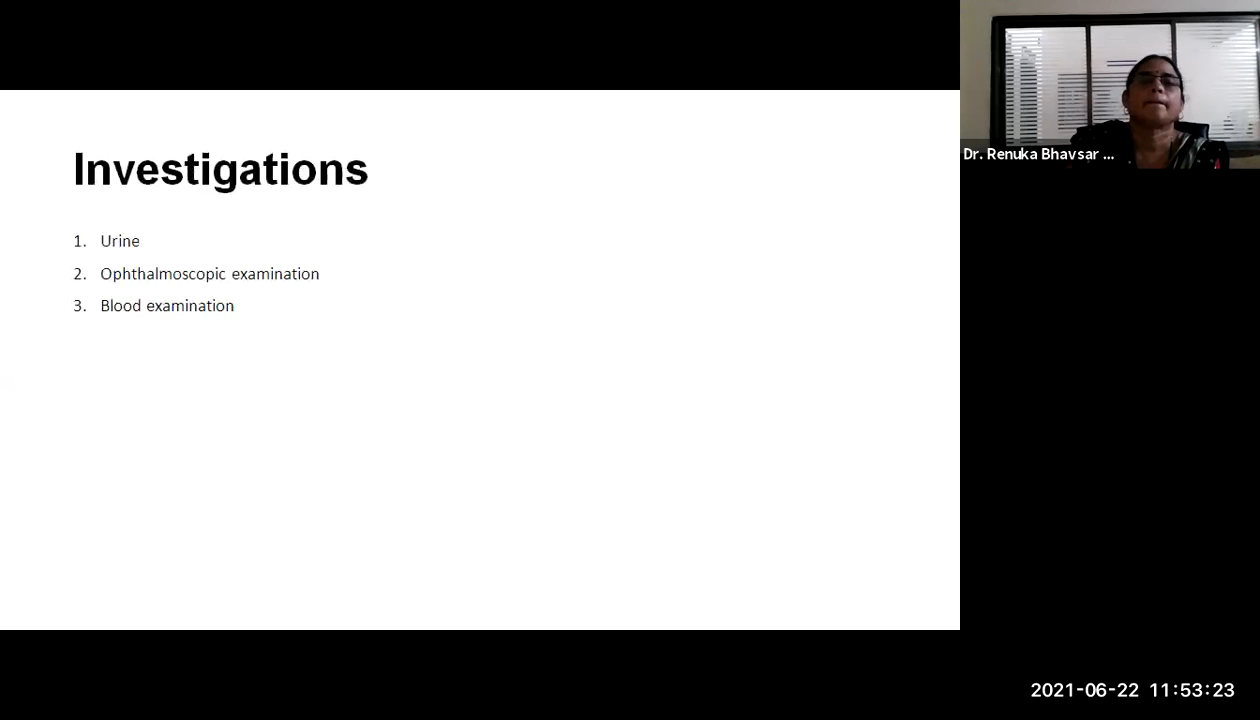 Investigations
1. Urine
2. Ophthalmoscopic examination
3. Blood examination
Dr. Renuka Bhavsar ...
2021-06-22 11:53:23